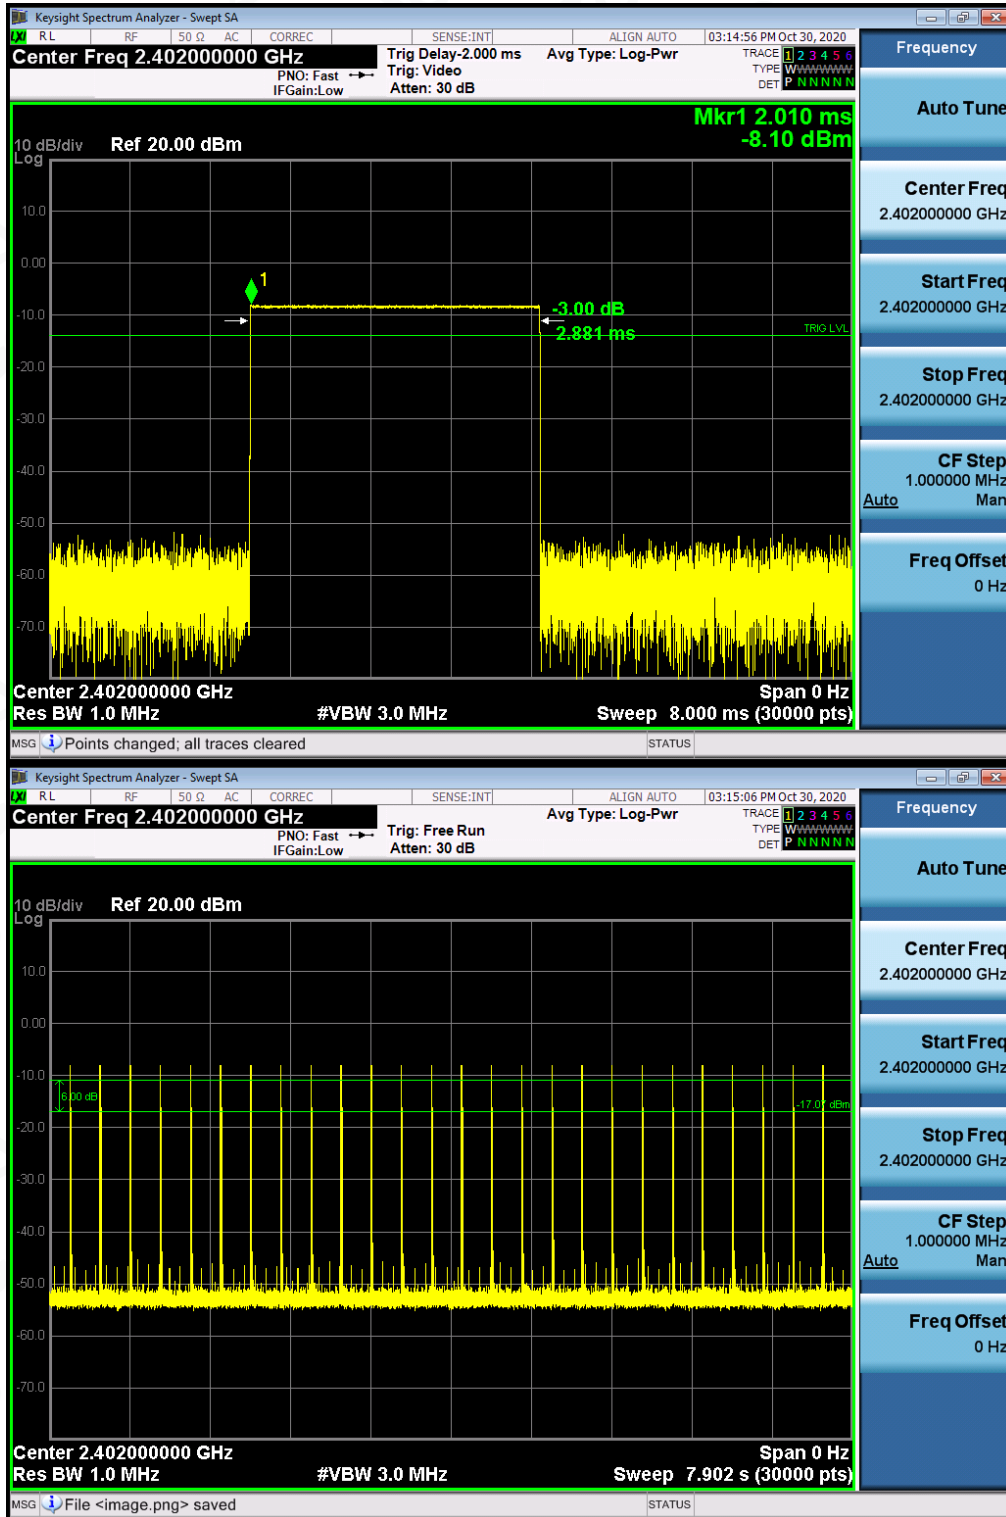 Keysight Spectrum Analyzer - Swept SA
LXI RL RF 50 Ω AC CORREC SENSE:INT ALIGN AUTO 03:14:56 PM Oct 30, 2020
Center Freq 2.402000000 GHz
PNO: Fast
IFGain:Low
Trig Delay-2.000 ms
Trig: Video
Atten: 30 dB
Avg Type: Log-Pwr
TRACE 1 2 3 4 5 6
TYPE WWWWWW
DET P N N N N N
Mkr1 2.010 ms
-8.10 dBm
10 dB/div
Log
Ref 20.00 dBm
10.0
0.00
-10.0
-20.0
-30.0
-40.0
-50.0
-60.0
-70.0
1
-3.00 dB
2.881 ms
TRIG LVL
Center 2.402000000 GHz
Span 0 Hz
Res BW 1.0 MHz
#VBW 3.0 MHz
Sweep 8.000 ms (30000 pts)
MSG Points changed; all traces cleared
STATUS
Frequency
Auto Tune
Center Freq
2.402000000 GHz
Start Freq
2.402000000 GHz
Stop Freq
2.402000000 GHz
CF Step
1.000000 MHz
Auto Man
Freq Offset
0 Hz
Keysight Spectrum Analyzer - Swept SA
LXI RL RF 50 Ω AC CORREC SENSE:INT ALIGN AUTO 03:15:06 PM Oct 30, 2020
Center Freq 2.402000000 GHz
PNO: Fast
IFGain:Low
Trig: Free Run
Atten: 30 dB
Avg Type: Log-Pwr
TRACE 1 2 3 4 5 6
TYPE WWWWWW
DET P N N N N N
10 dB/div
Log
Ref 20.00 dBm
10.0
0.00
-10.0
-20.0
-30.0
-40.0
-50.0
-60.0
-70.0
6.00 dB
-17.07 dBm
Center 2.402000000 GHz
Span 0 Hz
Res BW 1.0 MHz
#VBW 3.0 MHz
Sweep 7.902 s (30000 pts)
MSG File <image.png> saved
STATUS
Frequency
Auto Tune
Center Freq
2.402000000 GHz
Start Freq
2.402000000 GHz
Stop Freq
2.402000000 GHz
CF Step
1.000000 MHz
Auto Man
Freq Offset
0 Hz